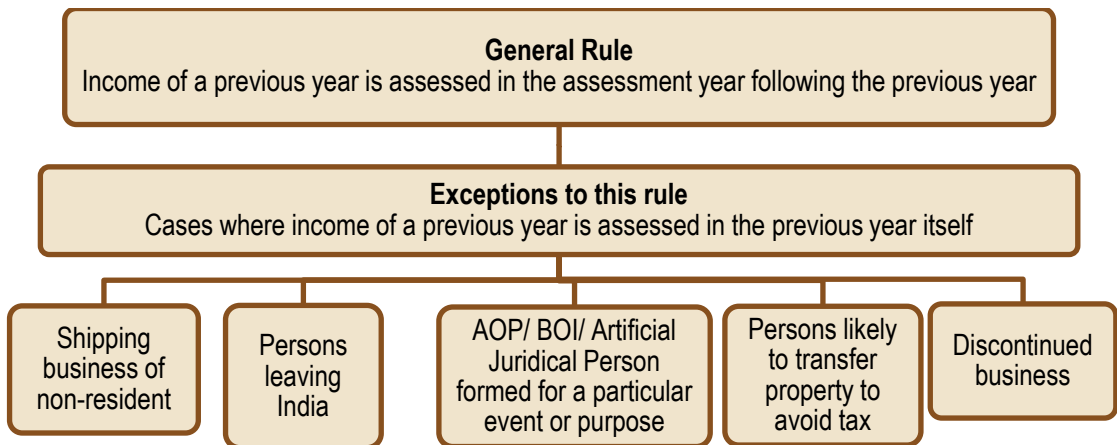 General Rule
Income of a previous year is assessed in the assessment year following the previous year
Exceptions to this rule
Cases where income of a previous year is assessed in the previous year itself
Shipping
business of
non-resident
Persons
leaving
India
AOP/ BOI/ Artificial
Juridical Person
formed for a particular
event or purpose
Persons likely
to transfer
property to
avoid tax
Discontinued
business